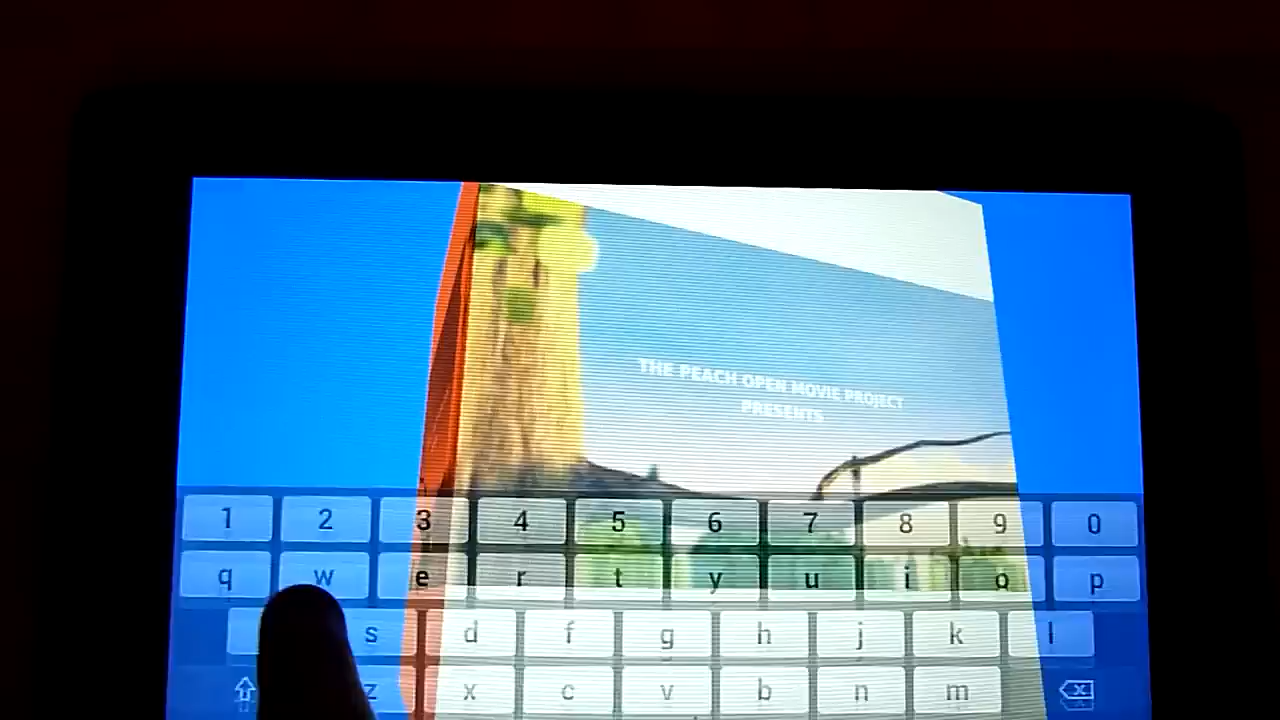 THE PEACH OPEN MOVIE PROJECT
PRESENTS
1 2 3 4 5 6 7 8 9 0
q w e r t y u i o p
s d f g h j k l
z x c v b n m